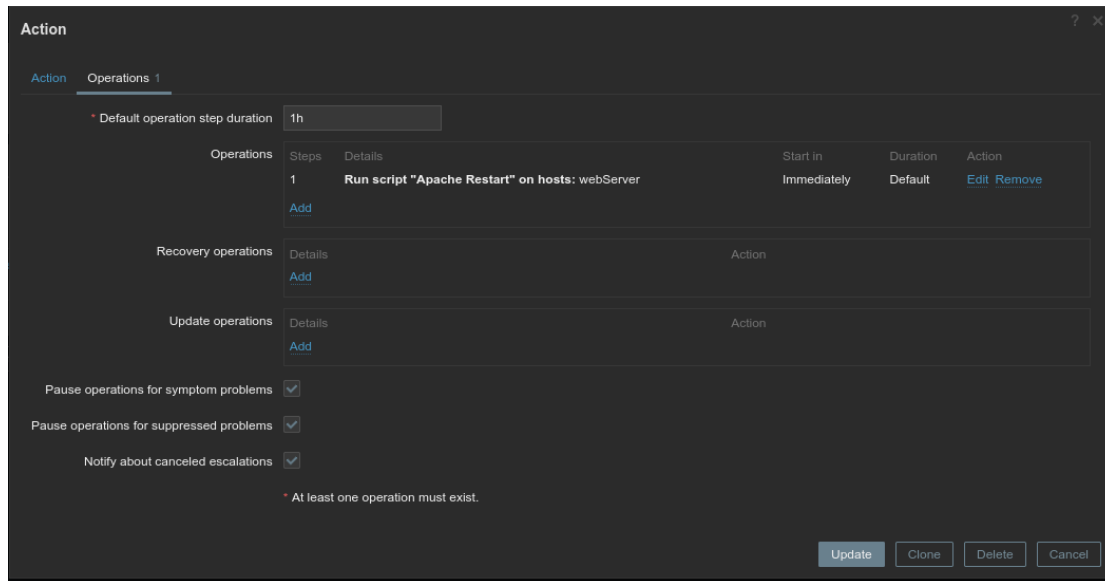 Action
?
Action Operations 1
* Default operation step duration 1h
Operations Steps Details Start in Duration Action
1 Run script "Apache Restart" on hosts: webServer Immediately Default Edit Remove
Add
Recovery operations Details Action
Add
Update operations Details Action
Add
Pause operations for symptom problems
Pause operations for suppressed problems
Notify about canceled escalations
* At least one operation must exist.
Update Clone Delete Cancel